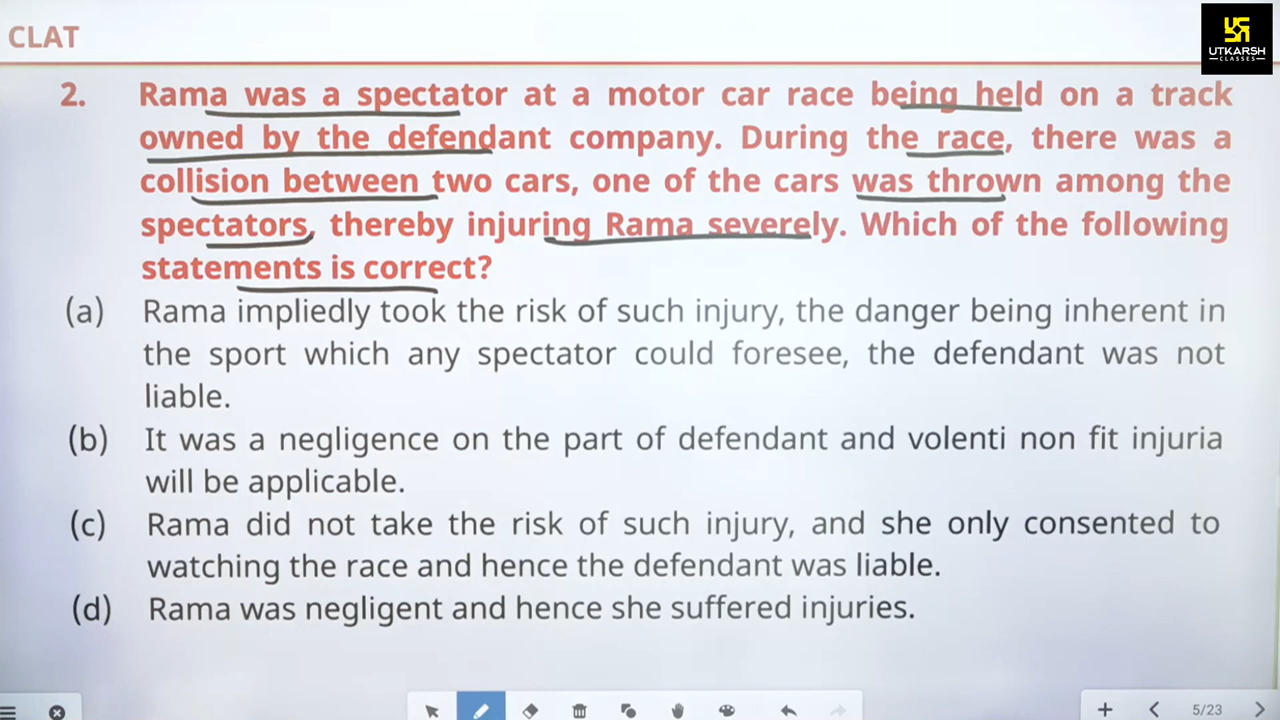 CLAT
UTKARSH
CLASSES
2. Rama was a spectator at a motor car race being held on a track
owned by the defendant company. During the race, there was a
collision between two cars, one of the cars was thrown among the
spectators, thereby injuring Rama severely. Which of the following
statements is correct?
(a) Rama impliedly took the risk of such injury, the danger being inherent in
the sport which any spectator could foresee, the defendant was not
liable.
(b) It was a negligence on the part of defendant and volenti non fit injuria
will be applicable.
(c) Rama did not take the risk of such injury, and she only consented to
watching the race and hence the defendant was liable.
(d) Rama was negligent and hence she suffered injuries.
5/23